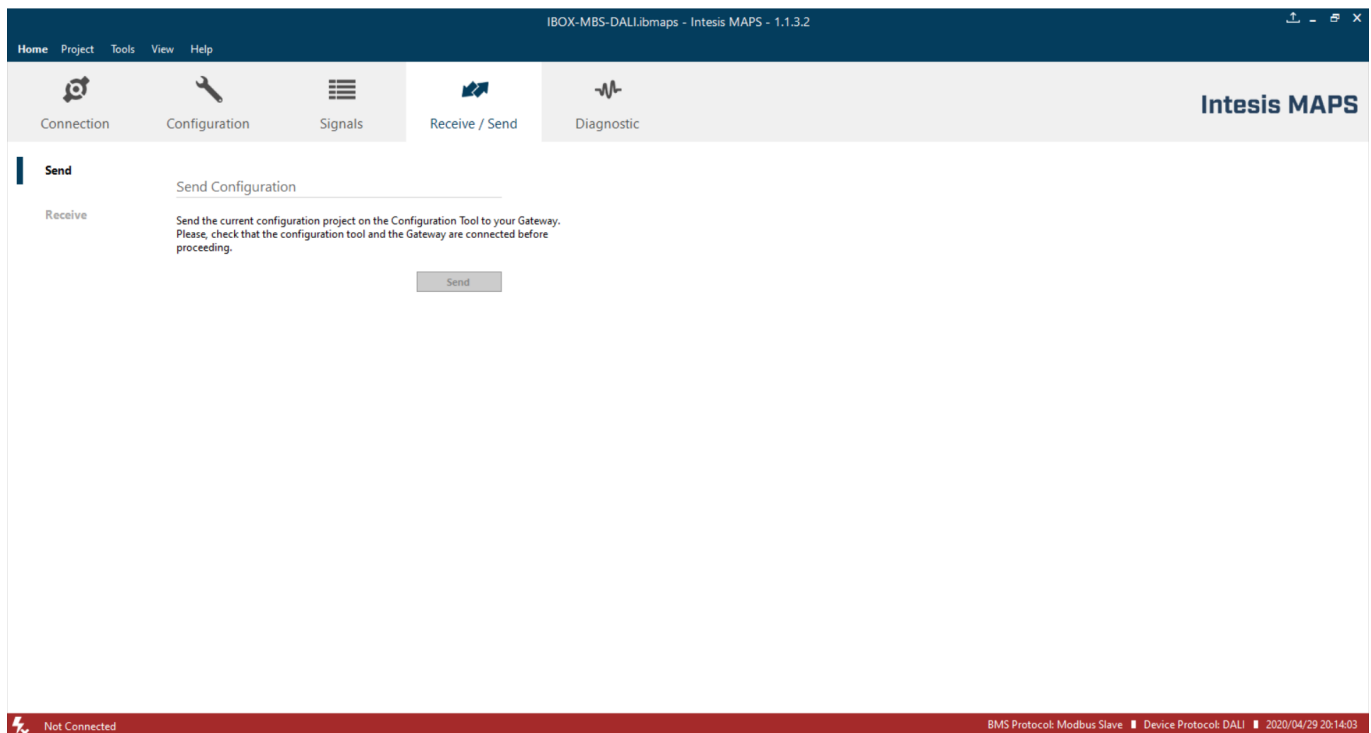 IBOX-MBS-DALI.ibmaps - Intesis MAPS - 1.1.3.2
Home Project Tools View Help
Connection Configuration Signals Receive / Send Diagnostic
Intesis MAPS
Send
Receive
Send Configuration
Send the current configuration project on the Configuration Tool to your Gateway.
Please, check that the configuration tool and the Gateway are connected before
proceeding.
Send
Not Connected
BMS Protocol: Modbus Slave Device Protocol: DALI 2020/04/29 20:14:03